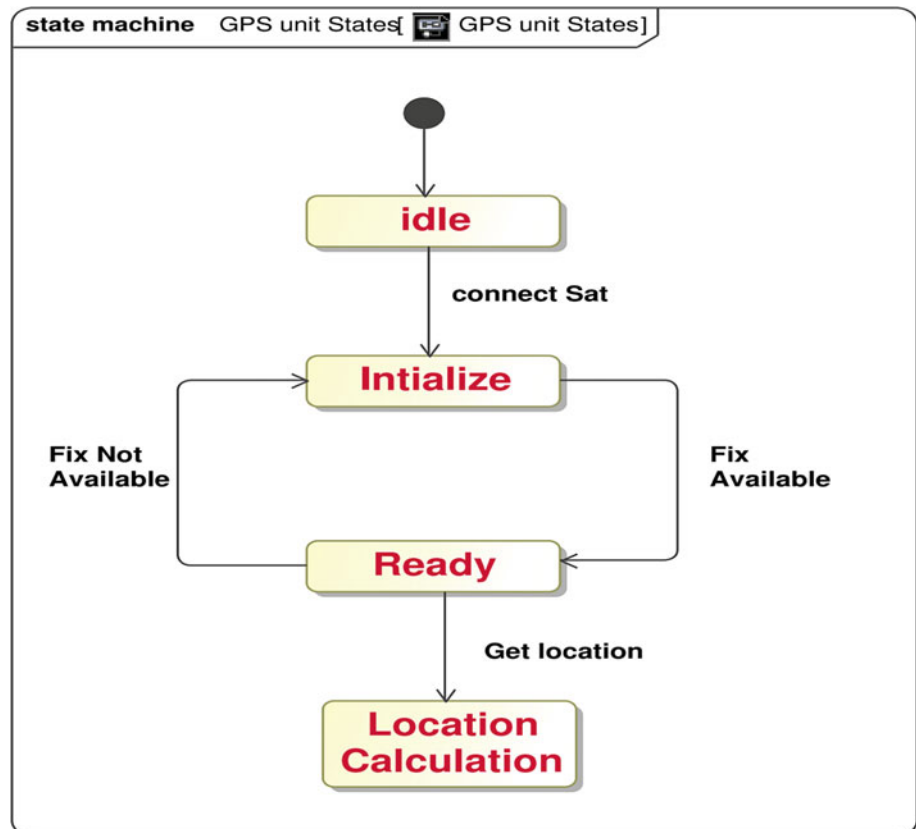 state machine GPS unit States[ GPS unit States]
idle
connect Sat
Intialize
Fix Not
Available
Fix
Available
Ready
Get location
Location
Calculation